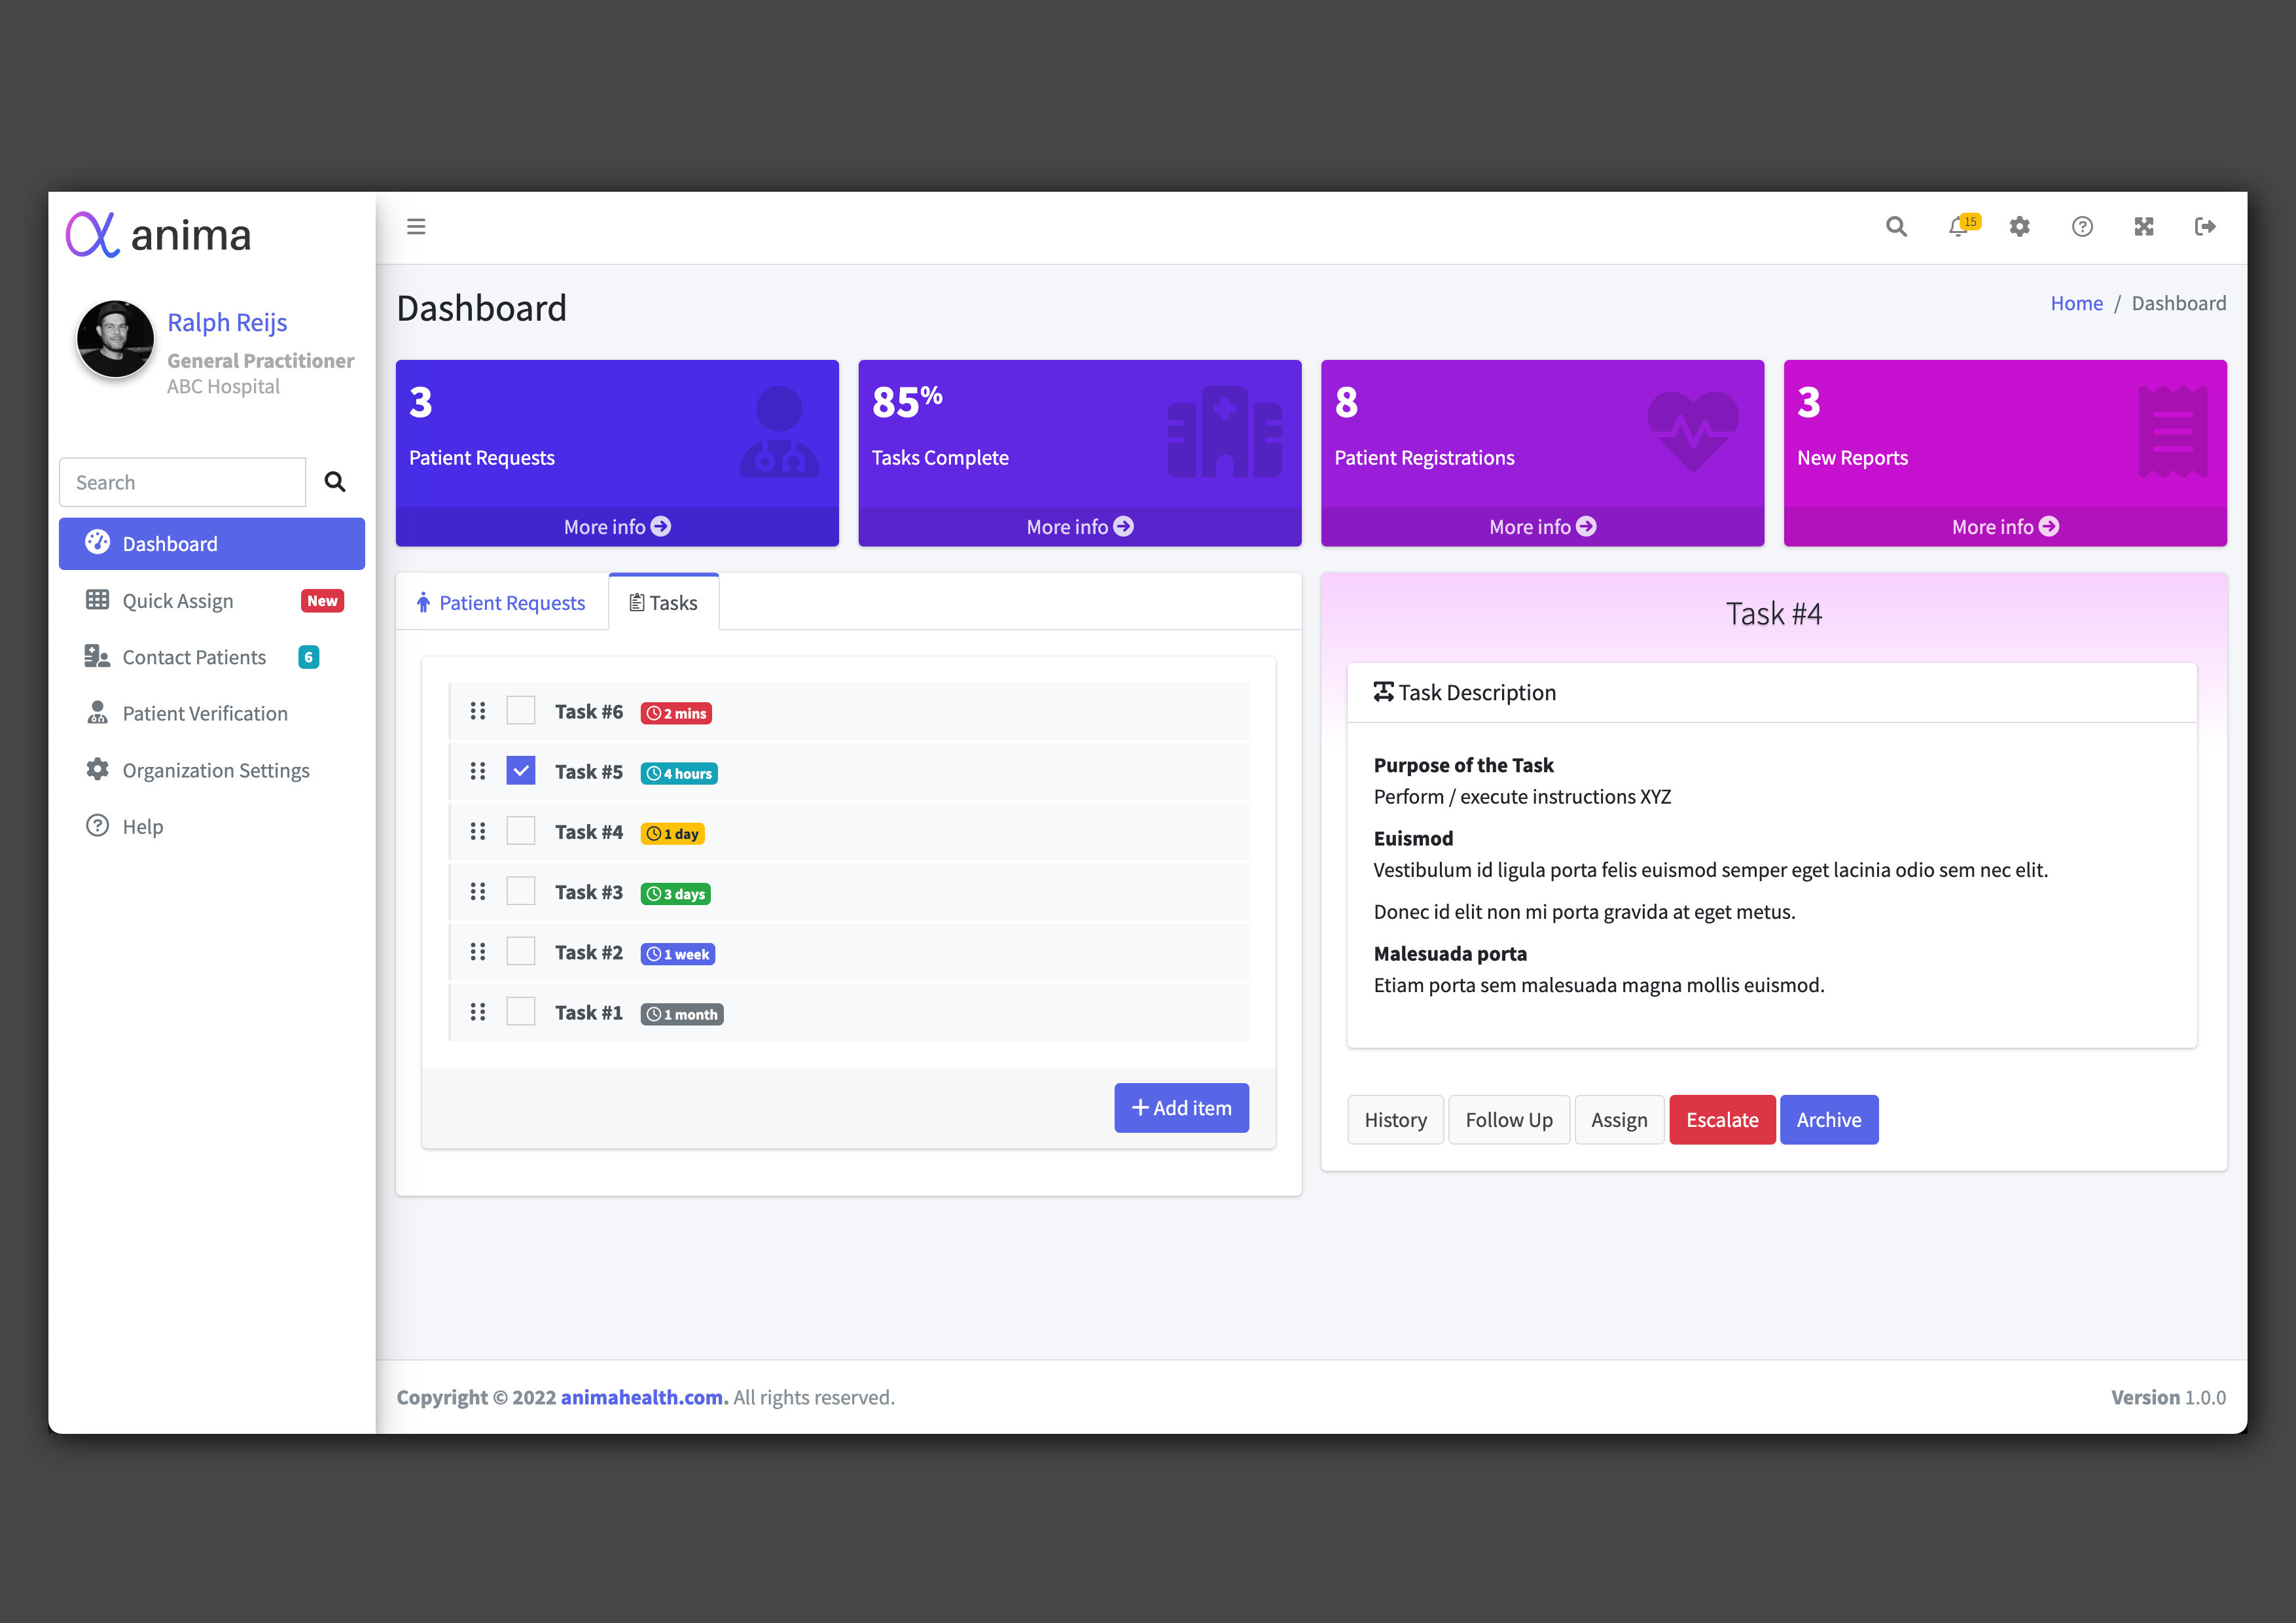 anima
15
Ralph Reijs
General Practitioner
ABC Hospital
Search
Dashboard
Quick Assign New
Contact Patients 6
Patient Verification
Organization Settings
Help
Dashboard
Home / Dashboard
3
Patient Requests
More info
85%
Tasks Complete
More info
8
Patient Registrations
More info
3
New Reports
More info
Patient Requests Tasks
Task #6 2 mins
Task #5 4 hours
Task #4 1 day
Task #3 3 days
Task #2 1 week
Task #1 1 month
+ Add item
Task #4
Task Description
Purpose of the Task
Perform / execute instructions XYZ
Euismod
Vestibulum id ligula porta felis euismod semper eget lacinia odio sem nec elit.
Donec id elit non mi porta gravida at eget metus.
Malesuada porta
Etiam porta sem malesuada magna mollis euismod.
History Follow Up Assign Escalate Archive
Copyright © 2022 animahealth.com. All rights reserved.
Version 1.0.0